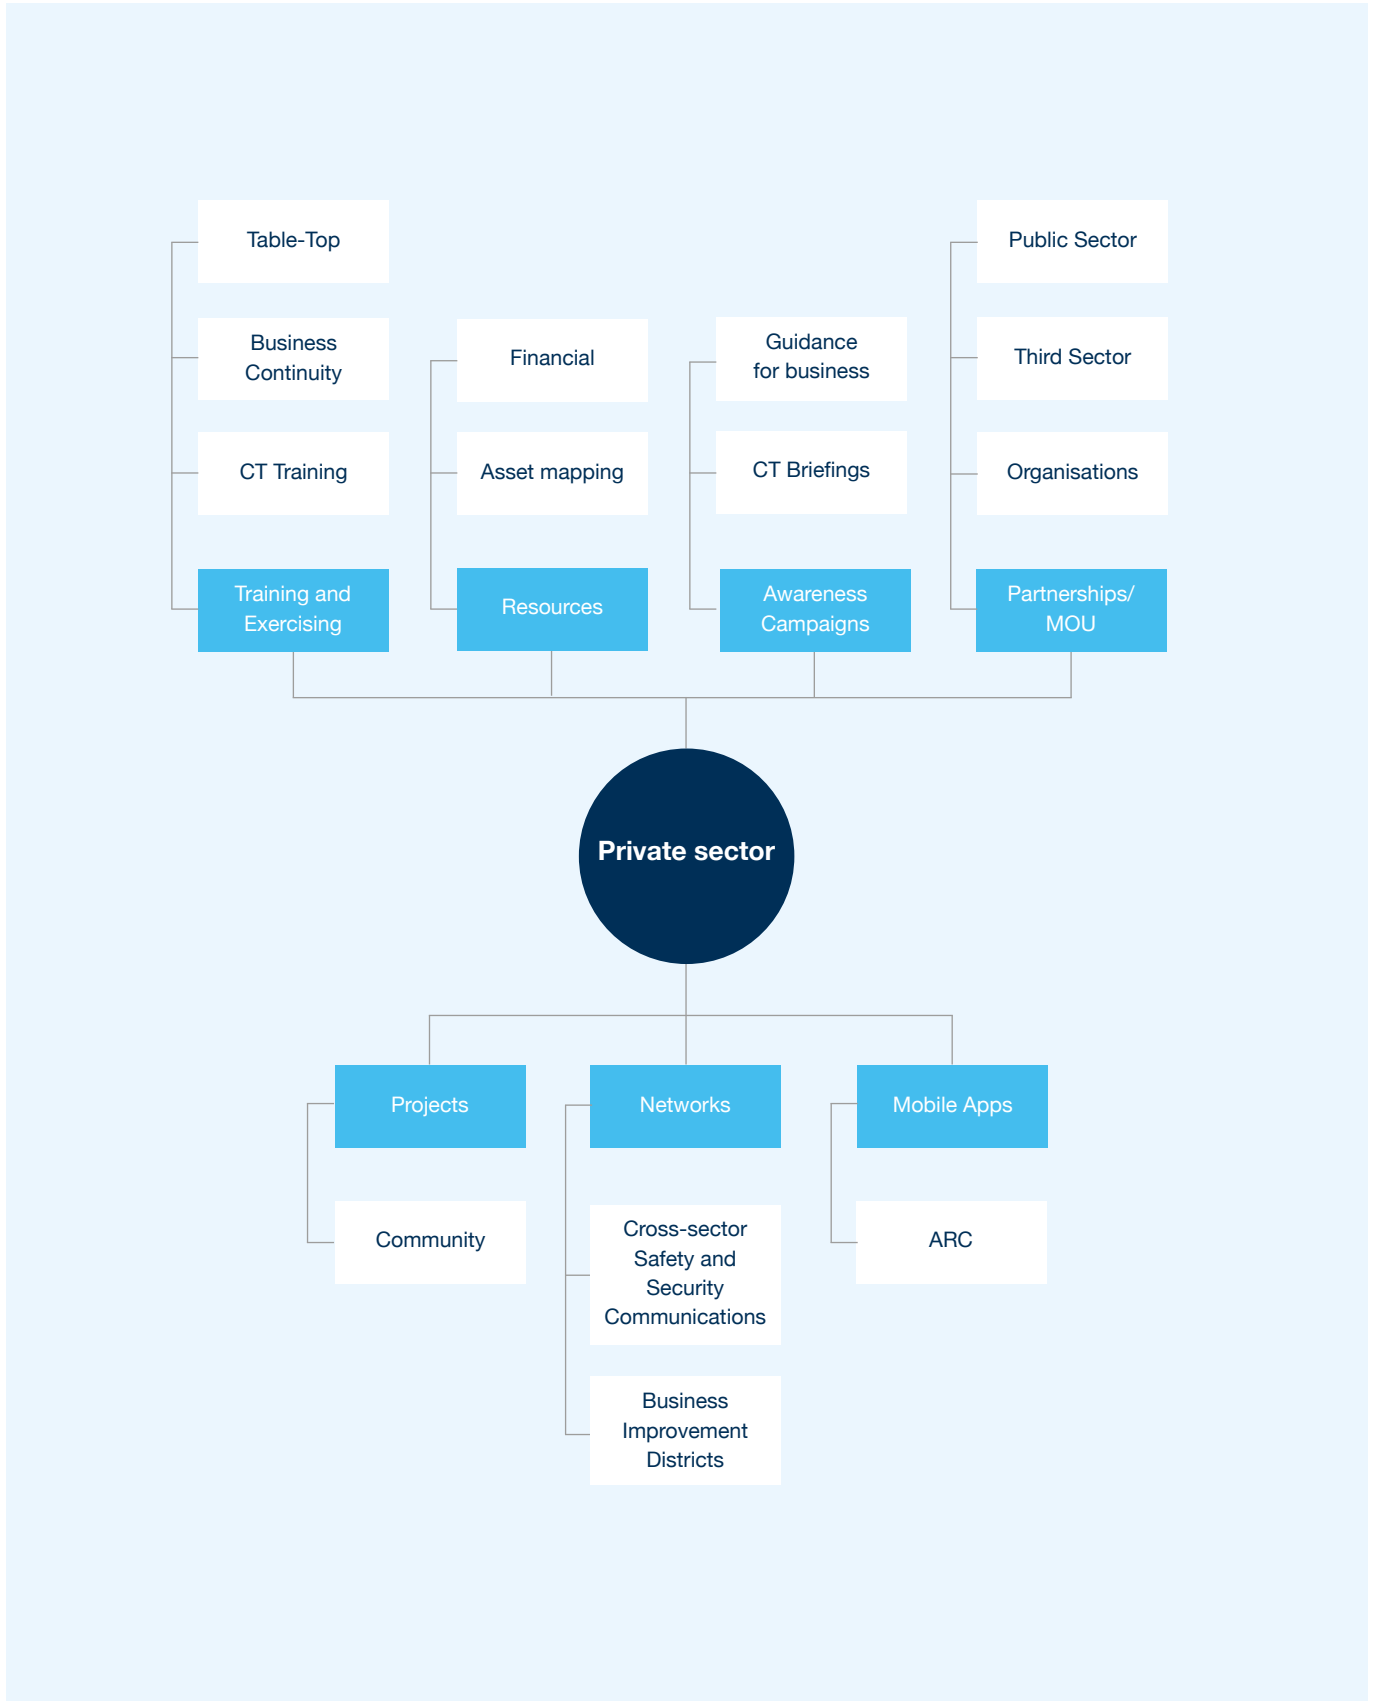 Table-Top
Business
Continuity
CT Training
Training and
Exercising
Financial
Asset mapping
Resources
Guidance
for business
CT Briefings
Awareness
Campaigns
Public Sector
Third Sector
Organisations
Partnerships/
MOU
Private sector
Projects
Community
Networks
Cross-sector
Safety and
Security
Communications
Business
Improvement
Districts
Mobile Apps
ARC